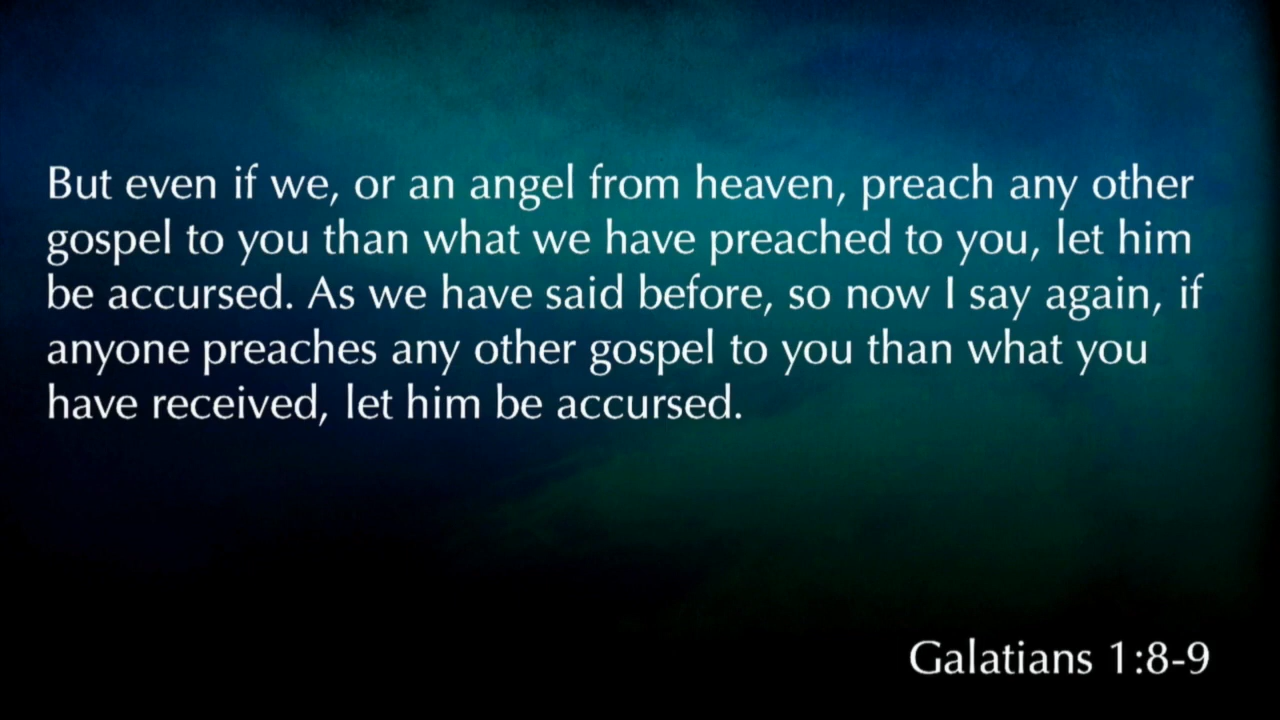 But even if we, or an angel from heaven, preach any other
gospel to you than what we have preached to you, let him
be accursed. As we have said before, so now I say again, if
anyone preaches any other gospel to you than what you
have received, let him be accursed.
Galatians 1:8-9